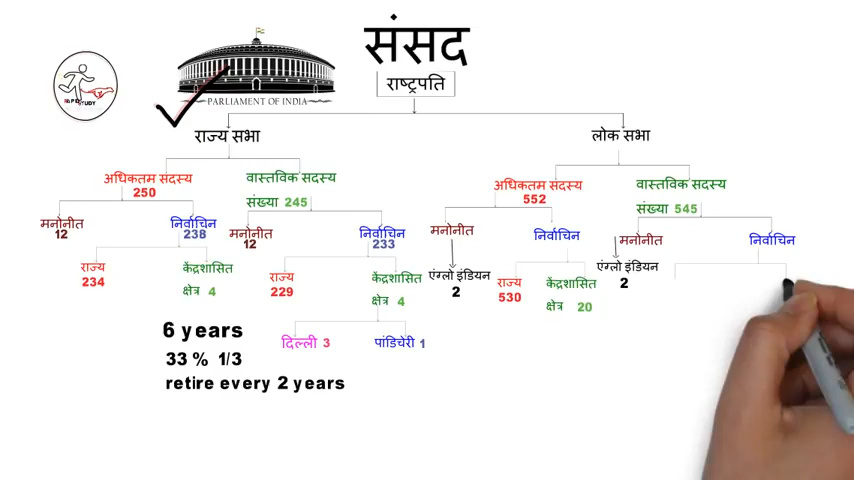 संसद
राष्ट्रपति
RAPID STUDY
PARLIAMENT OF INDIA
राज्य सभा
लोक सभा
अधिकतम सदस्य
250
वास्तविक सदस्य
संख्या 245
अधिकतम सदस्य
552
वास्तविक सदस्य
संख्या 545
मनोनीत
12
निर्वाचिन
238
मनोनीत
12
निर्वाचिन
233
मनोनीत
निर्वाचिन
मनोनीत
निर्वाचिन
राज्य
234
केंद्रशासित
क्षेत्र 4
राज्य
229
केंद्रशासित
क्षेत्र 4
एंग्लो इंडियन
2
राज्य
530
केंद्रशासित
क्षेत्र 20
एंग्लो इंडियन
2
दिल्ली 3
पांडिचेरी 1
6 years
33 % 1/3
retire every 2 years